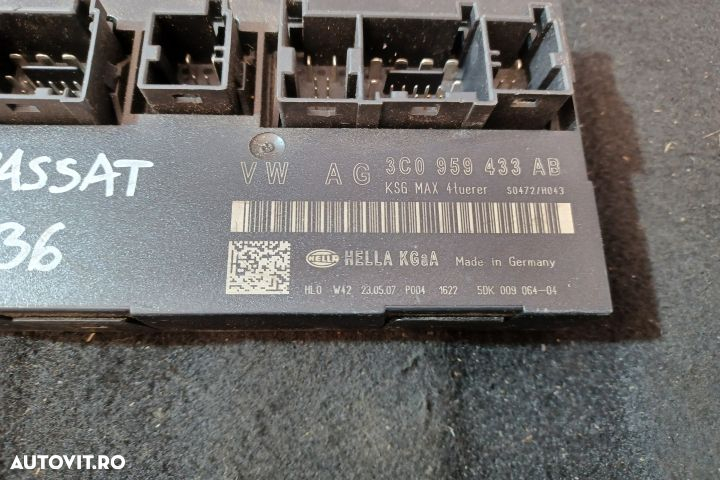 VW AG 3C0 959 433 AB
KSG MAX 4tuerer S0472/H043
HELLA HELLA KGaA Made in Germany
HLO W42 23.05.07 P004 1622 5DK 009 064-04
ASSAT
36
AUTOVIT.RO